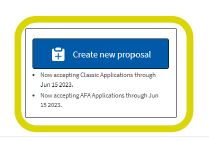 Create new proposal
Now accepting Classic Applications through
Jun 15 2023.
Now accepting AFA Applications through Jun
15 2023.